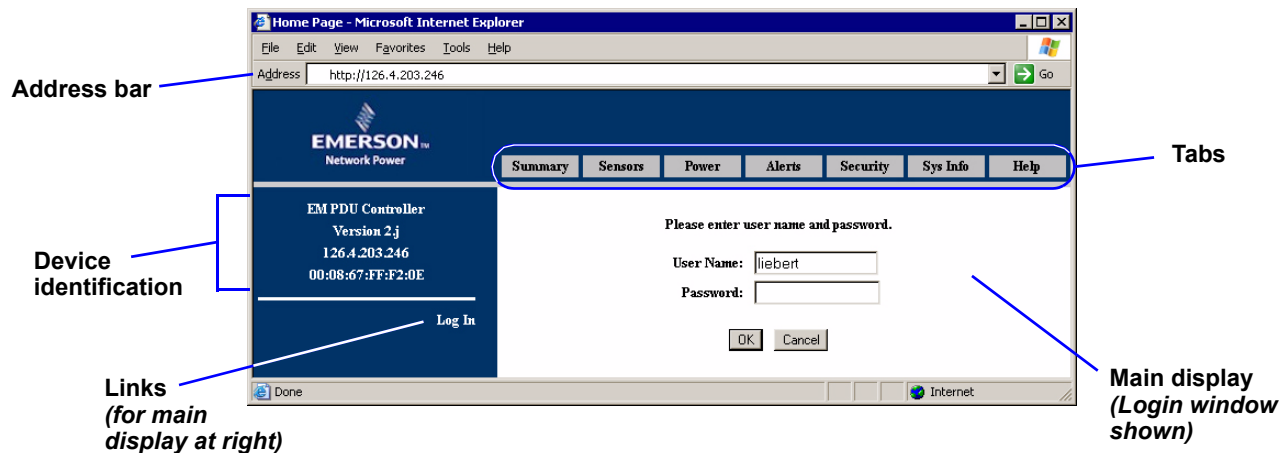 Home Page - Microsoft Internet Explorer
File Edit View Favorites Tools Help
Address http://126.4.203.246 Go
Address bar
EMERSON TM
Network Power
Summary Sensors Power Alerts Security Sys Info Help
Tabs
EM PDU Controller
Version 2.j
126.4.203.246
00:08:67:FF:F2:0E
Device
identification
Please enter user name and password.
User Name: liebert
Password:
Log In
OK Cancel
Links
(for main
display at right)
Done Internet
Main display
(Login window
shown)